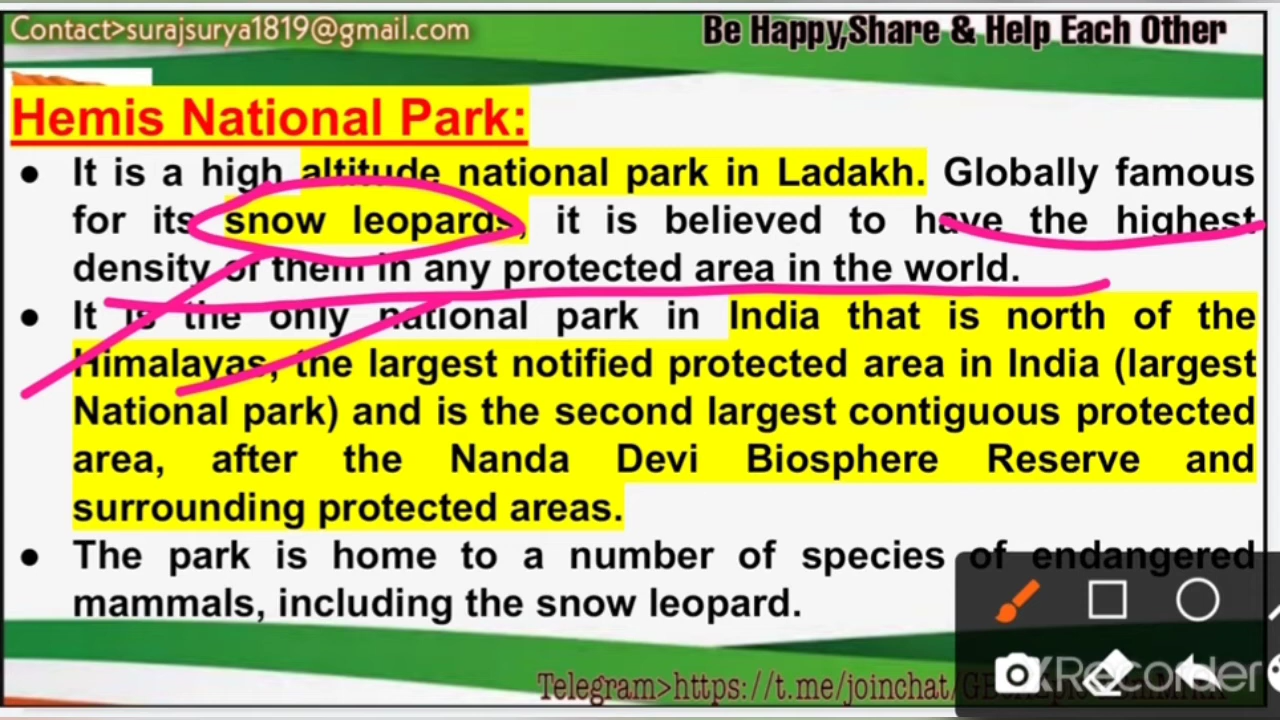 Contact>surajsurya1819@gmail.com
Be Happy,Share & Help Each Other
Hemis National Park:
● It is a high altitude national park in Ladakh. Globally famous
for its snow leopards, it is believed to have the highest
density of them in any protected area in the world.
● It is the only national park in India that is north of the
Himalayas, the largest notified protected area in India (largest
National park) and is the second largest contiguous protected
area, after the Nanda Devi Biosphere Reserve and
surrounding protected areas.
● The park is home to a number of species of endangered
mammals, including the snow leopard.
XRecorder
Telegram>https://t.me/joinchat/